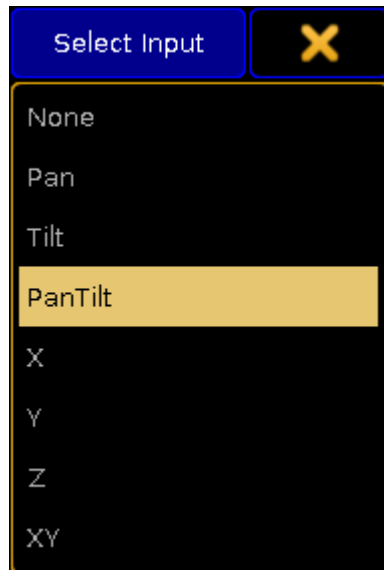 Select Input
None
Pan
Tilt
PanTilt
X
Y
Z
XY